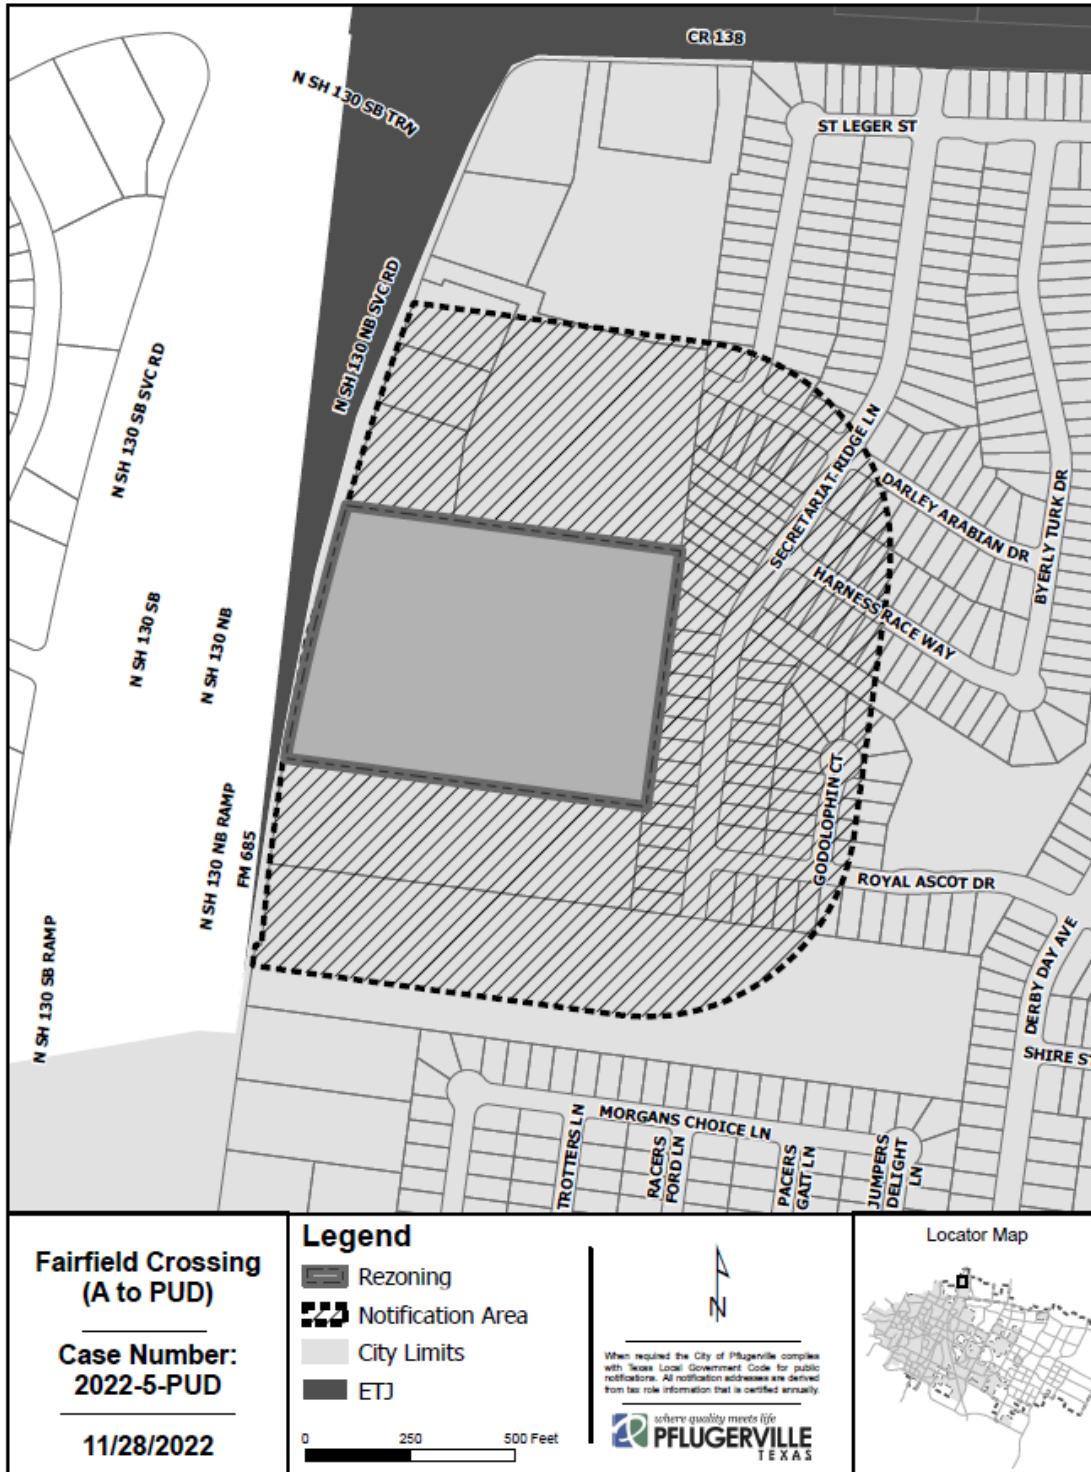 CR 138
N SH 130 SB TRN
ST LEGER ST
N SH 130 NB SVC RD
N SH 130 SB SVC RD
SECRETARIAT RIDGE LN
DARLEY ARABIAN DR
BYERLY TURK DR
HARNESS RACE WAY
N SH 130 SB
N SH 130 NB
GODOLOPHIN CT
N SH 130 NB RAMP
FM 685
ROYAL ASCOT DR
N SH 130 SB RAMP
DERBY DAY AVE
SHIRE ST
MORGANS CHOICE LN
TROTTERS LN
RACERS
FORD LN
PACERS
GAIT LN
JUMPERS
DELIGHT
LN
Fairfield Crossing
(A to PUD)
Case Number:
2022-5-PUD
11/28/2022
Legend
Rezoning
Notification Area
City Limits
ETJ
0 250 500 Feet
N
When required the City of Pflugerville complies
with Texas Local Government Code for public
notifications. All notification addresses are derived
from tax role information that is certified annually.
where quality meets life
PFLUGERVILLE
TEXAS
Locator Map